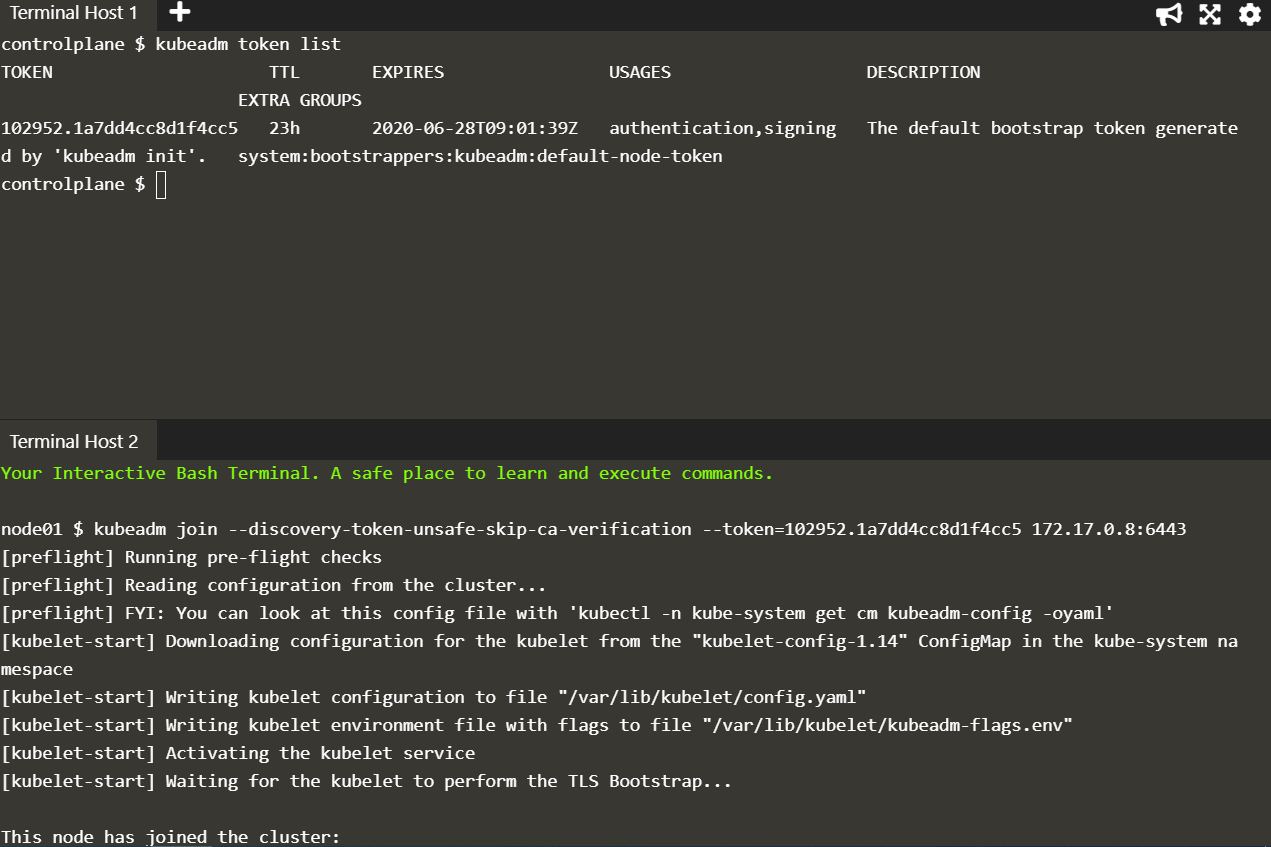 Terminal Host 1
controlplane $ kubeadm token list
TOKEN                     TTL       EXPIRES                USAGES                   DESCRIPTION
                       EXTRA GROUPS
102952.1a7dd4cc8d1f4cc5   23h       2020-06-28T09:01:39Z   authentication,signing   The default bootstrap token generate
d by 'kubeadm init'.   system:bootstrappers:kubeadm:default-node-token
controlplane $
Terminal Host 2
Your Interactive Bash Terminal. A safe place to learn and execute commands.
node01 $ kubeadm join --discovery-token-unsafe-skip-ca-verification --token=102952.1a7dd4cc8d1f4cc5 172.17.0.8:6443
[preflight] Running pre-flight checks
[preflight] Reading configuration from the cluster...
[preflight] FYI: You can look at this config file with 'kubectl -n kube-system get cm kubeadm-config -oyaml'
[kubelet-start] Downloading configuration for the kubelet from the "kubelet-config-1.14" ConfigMap in the kube-system na
mespace
[kubelet-start] Writing kubelet configuration to file "/var/lib/kubelet/config.yaml"
[kubelet-start] Writing kubelet environment file with flags to file "/var/lib/kubelet/kubeadm-flags.env"
[kubelet-start] Activating the kubelet service
[kubelet-start] Waiting for the kubelet to perform the TLS Bootstrap...
This node has joined the cluster: